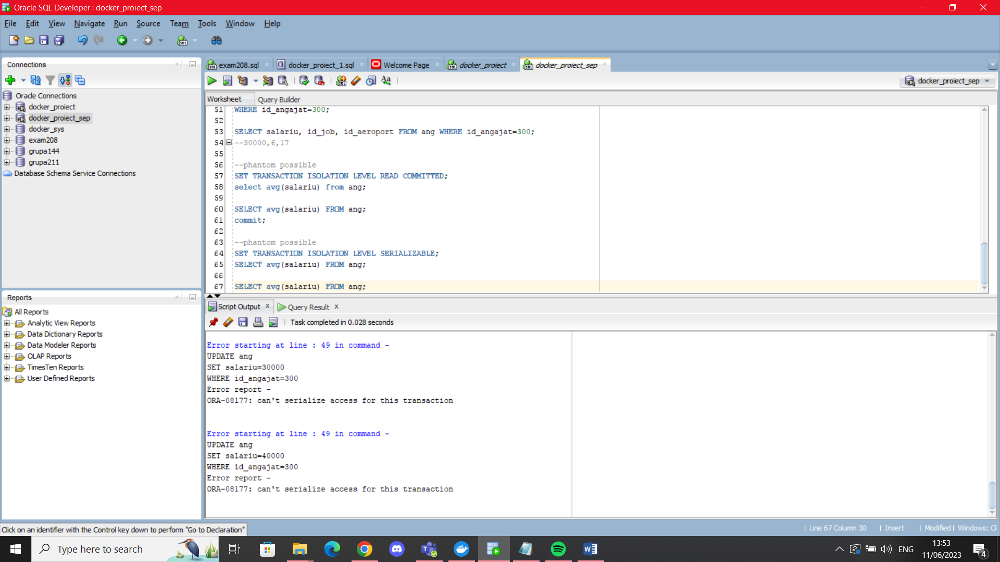 Oracle SQL Developer : docker_proiect_sep
File Edit View Navigate Run Source Team Tools Window Help
Connections
Oracle Connections
docker_proiect
docker_proiect_sep
docker_sys
exam208
grupa144
grupa211
Database Schema Service Connections
Reports
All Reports
Analytic View Reports
Data Dictionary Reports
Data Modeler Reports
OLAP Reports
TimesTen Reports
User Defined Reports
exam208.sql docker_proiect_1.sql Welcome Page docker_proiect docker_proiect_sep
docker_proiect_sep
Worksheet Query Builder
51 WHERE id_angajat=300;
52
53 SELECT salariu, id_job, id_aeroport FROM ang WHERE id_angajat=300;
54 --30000,6,17
55
56 --phantom possible
57 SET TRANSACTION ISOLATION LEVEL READ COMMITTED;
58 select avg(salariu) from ang;
59
60 SELECT avg(salariu) FROM ang;
61 commit;
62
63 --phantom possible
64 SET TRANSACTION ISOLATION LEVEL SERIALIZABLE;
65 SELECT avg(salariu) FROM ang;
66
67 SELECT avg(salariu) FROM ang;
Script Output Query Result
Task completed in 0.028 seconds
Error starting at line : 49 in command -
UPDATE ang
SET salariu=30000
WHERE id_angajat=300
Error report -
ORA-08177: can't serialize access for this transaction
Error starting at line : 49 in command -
UPDATE ang
SET salariu=40000
WHERE id_angajat=300
Error report -
ORA-08177: can't serialize access for this transaction
Click on an identifier with the Control key down to perform "Go to Declaration"
Line 67 Column 30 | Insert | Modified | Windows: CF
Type here to search
ENG
13:53
11/06/2023
4